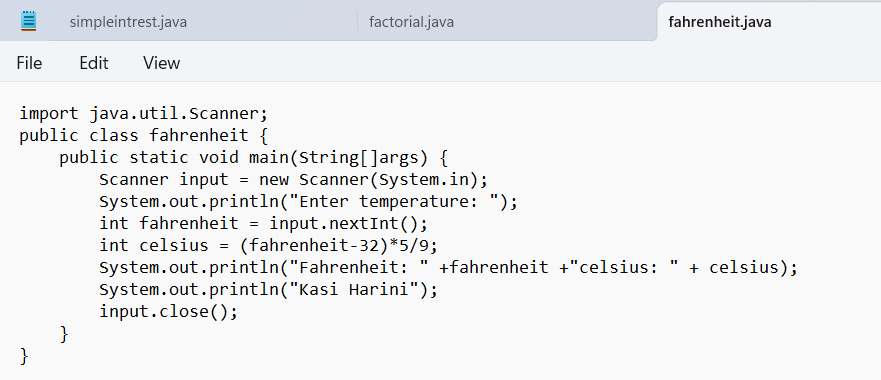 simpleintrest.java factorial.java fahrenheit.java
File Edit View
import java.util.Scanner;
public class fahrenheit {
    public static void main(String[]args) {
        Scanner input = new Scanner(System.in);
        System.out.println("Enter temperature: ");
        int fahrenheit = input.nextInt();
        int celsius = (fahrenheit-32)*5/9;
        System.out.println("Fahrenheit: " +fahrenheit +"celsius: " + celsius);
        System.out.println("Kasi Harini");
        input.close();
    }
}